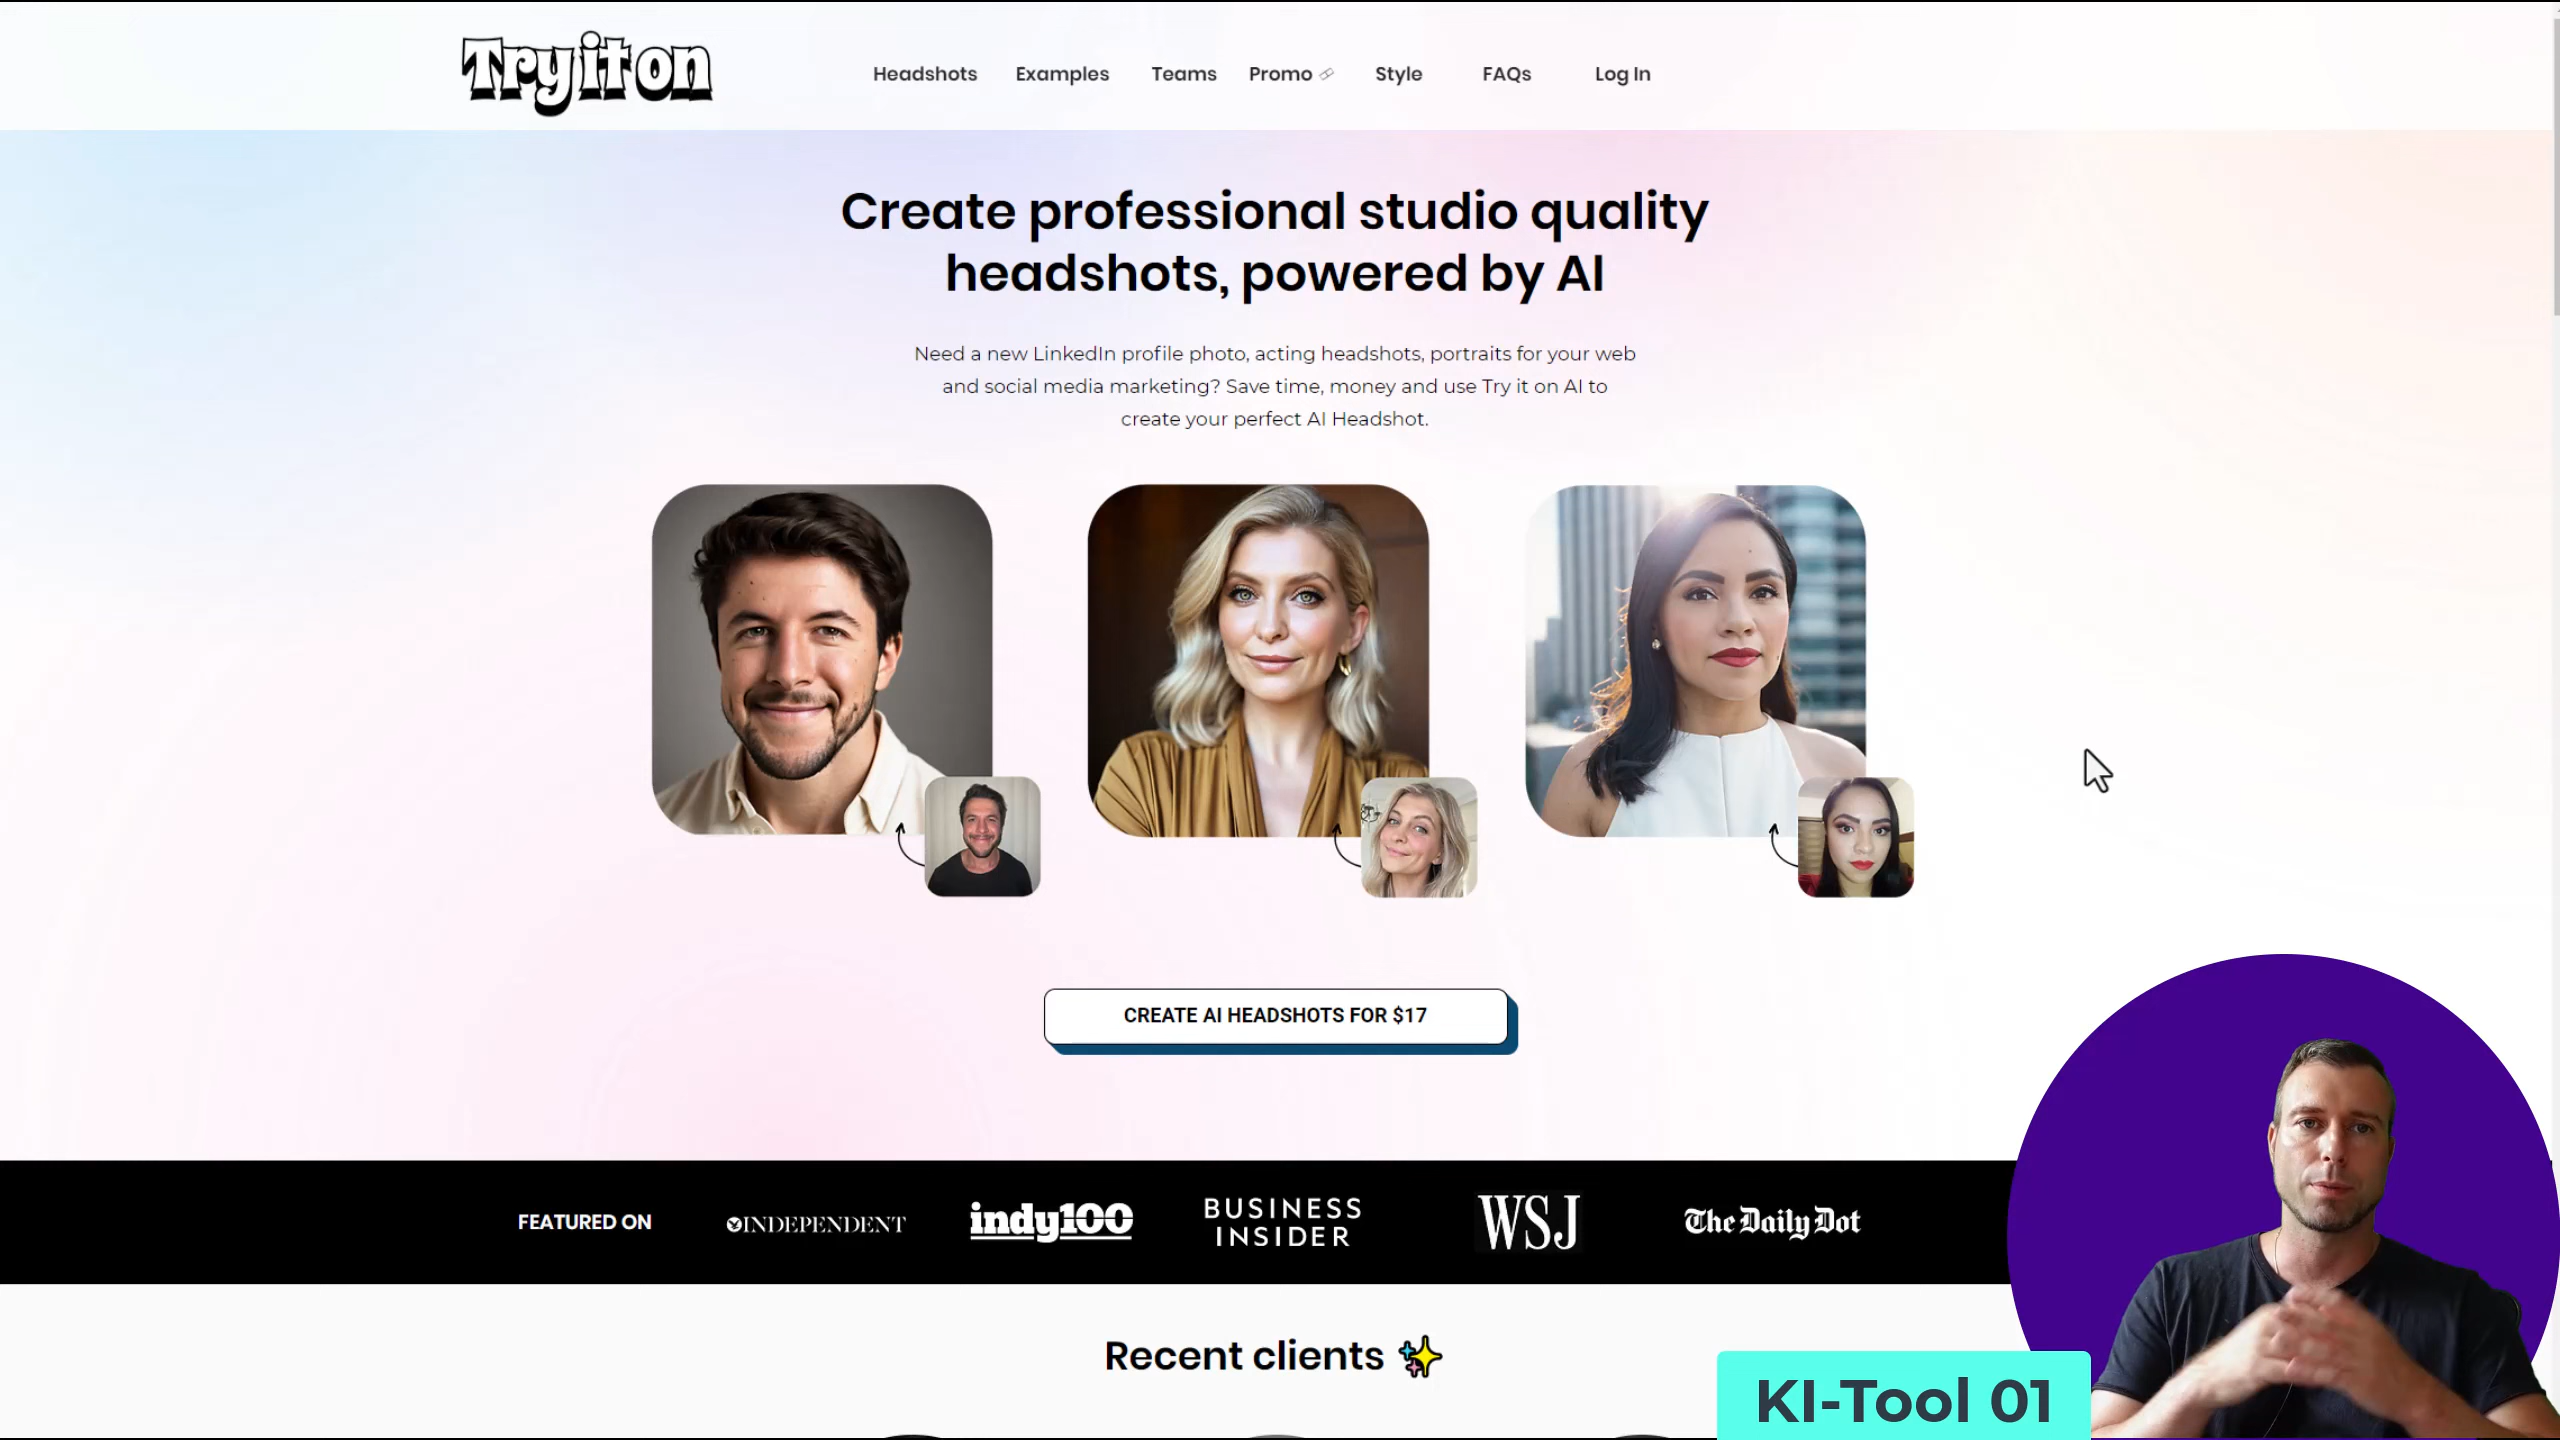 Tryiton
Headshots
Examples
Teams
Promo
Style
FAQs
Log In
Create professional studio quality
headshots, powered by AI
Need a new LinkedIn profile photo, acting headshots, portraits for your web
and social media marketing? Save time, money and use Try it on AI to
create your perfect AI Headshot.
CREATE AI HEADSHOTS FOR $17
FEATURED ON
INDEPENDENT
indy100
BUSINESS
INSIDER
WSJ
The Daily Dot
Recent clients
KI-Tool 01